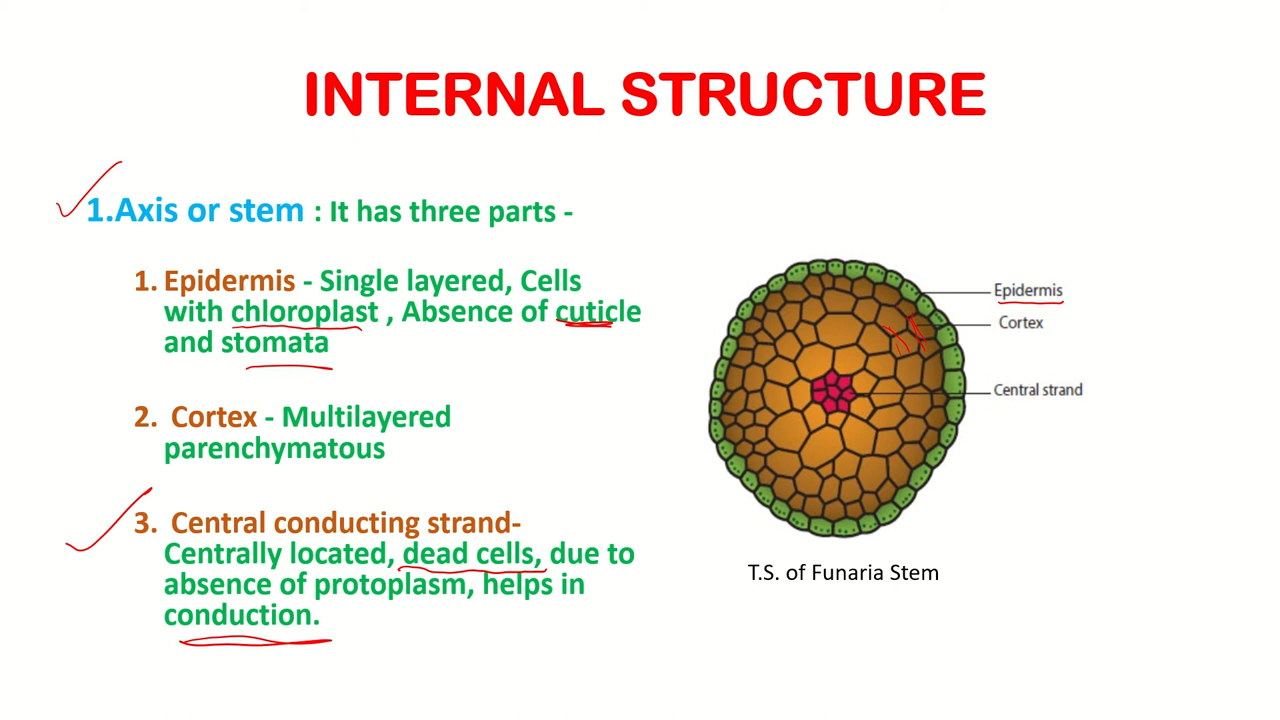 INTERNAL STRUCTURE
1.Axis or stem : It has three parts -
1. Epidermis - Single layered, Cells
with chloroplast , Absence of cuticle
and stomata
2. Cortex - Multilayered
parenchymatous
3. Central conducting strand-
Centrally located, dead cells, due to
absence of protoplasm, helps in
conduction.
Epidermis
Cortex
Central strand
T.S. of Funaria Stem